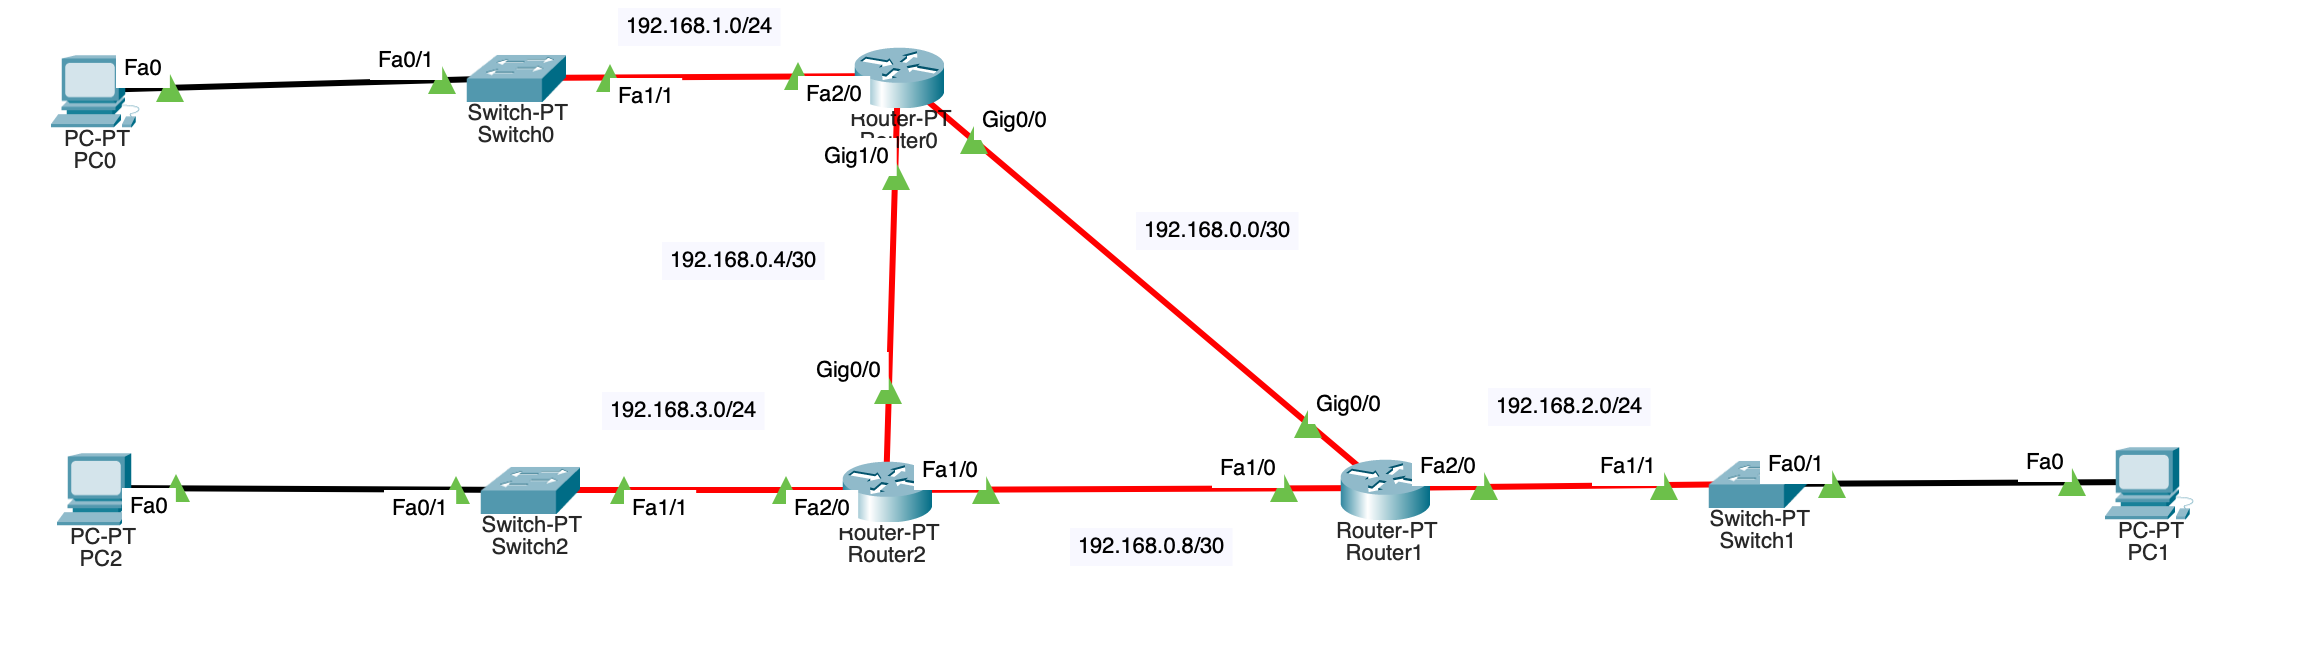 192.168.1.0/24
Fa0
Fa0/1
Fa1/1
Fa2/0
PC-PT
PC0
Switch-PT
Switch0
Router-PT
Router0
Gig0/0
Gig1/0
192.168.0.0/30
192.168.0.4/30
Gig0/0
Gig0/0
192.168.3.0/24
192.168.2.0/24
Fa0
Fa0/1
Fa1/1
Fa2/0
Fa1/0
Fa1/0
Fa2/0
Fa1/1
Fa0/1
Fa0
PC-PT
PC2
Switch-PT
Switch2
Router-PT
Router2
192.168.0.8/30
Router-PT
Router1
Switch-PT
Switch1
PC-PT
PC1